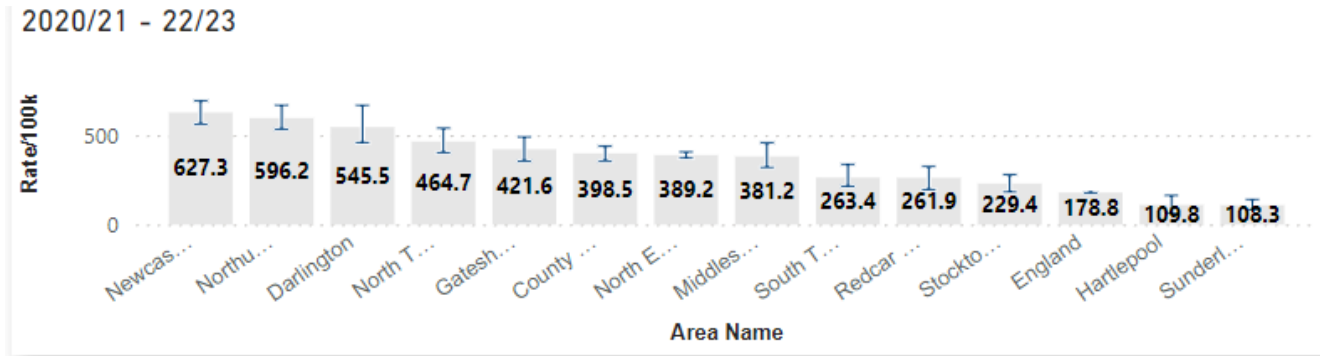 2020/21 - 22/23
Rate/100k
500
0
627.3 596.2 545.5 464.7 421.6 398.5 389.2 381.2 263.4 261.9 229.4 178.8 109.8 108.3
Newcas... Northu... Darlington North T... Gatesh... County ... North E... Middles... South T... Redcar ... Stockto... England Hartlepool Sunderl...
Area Name